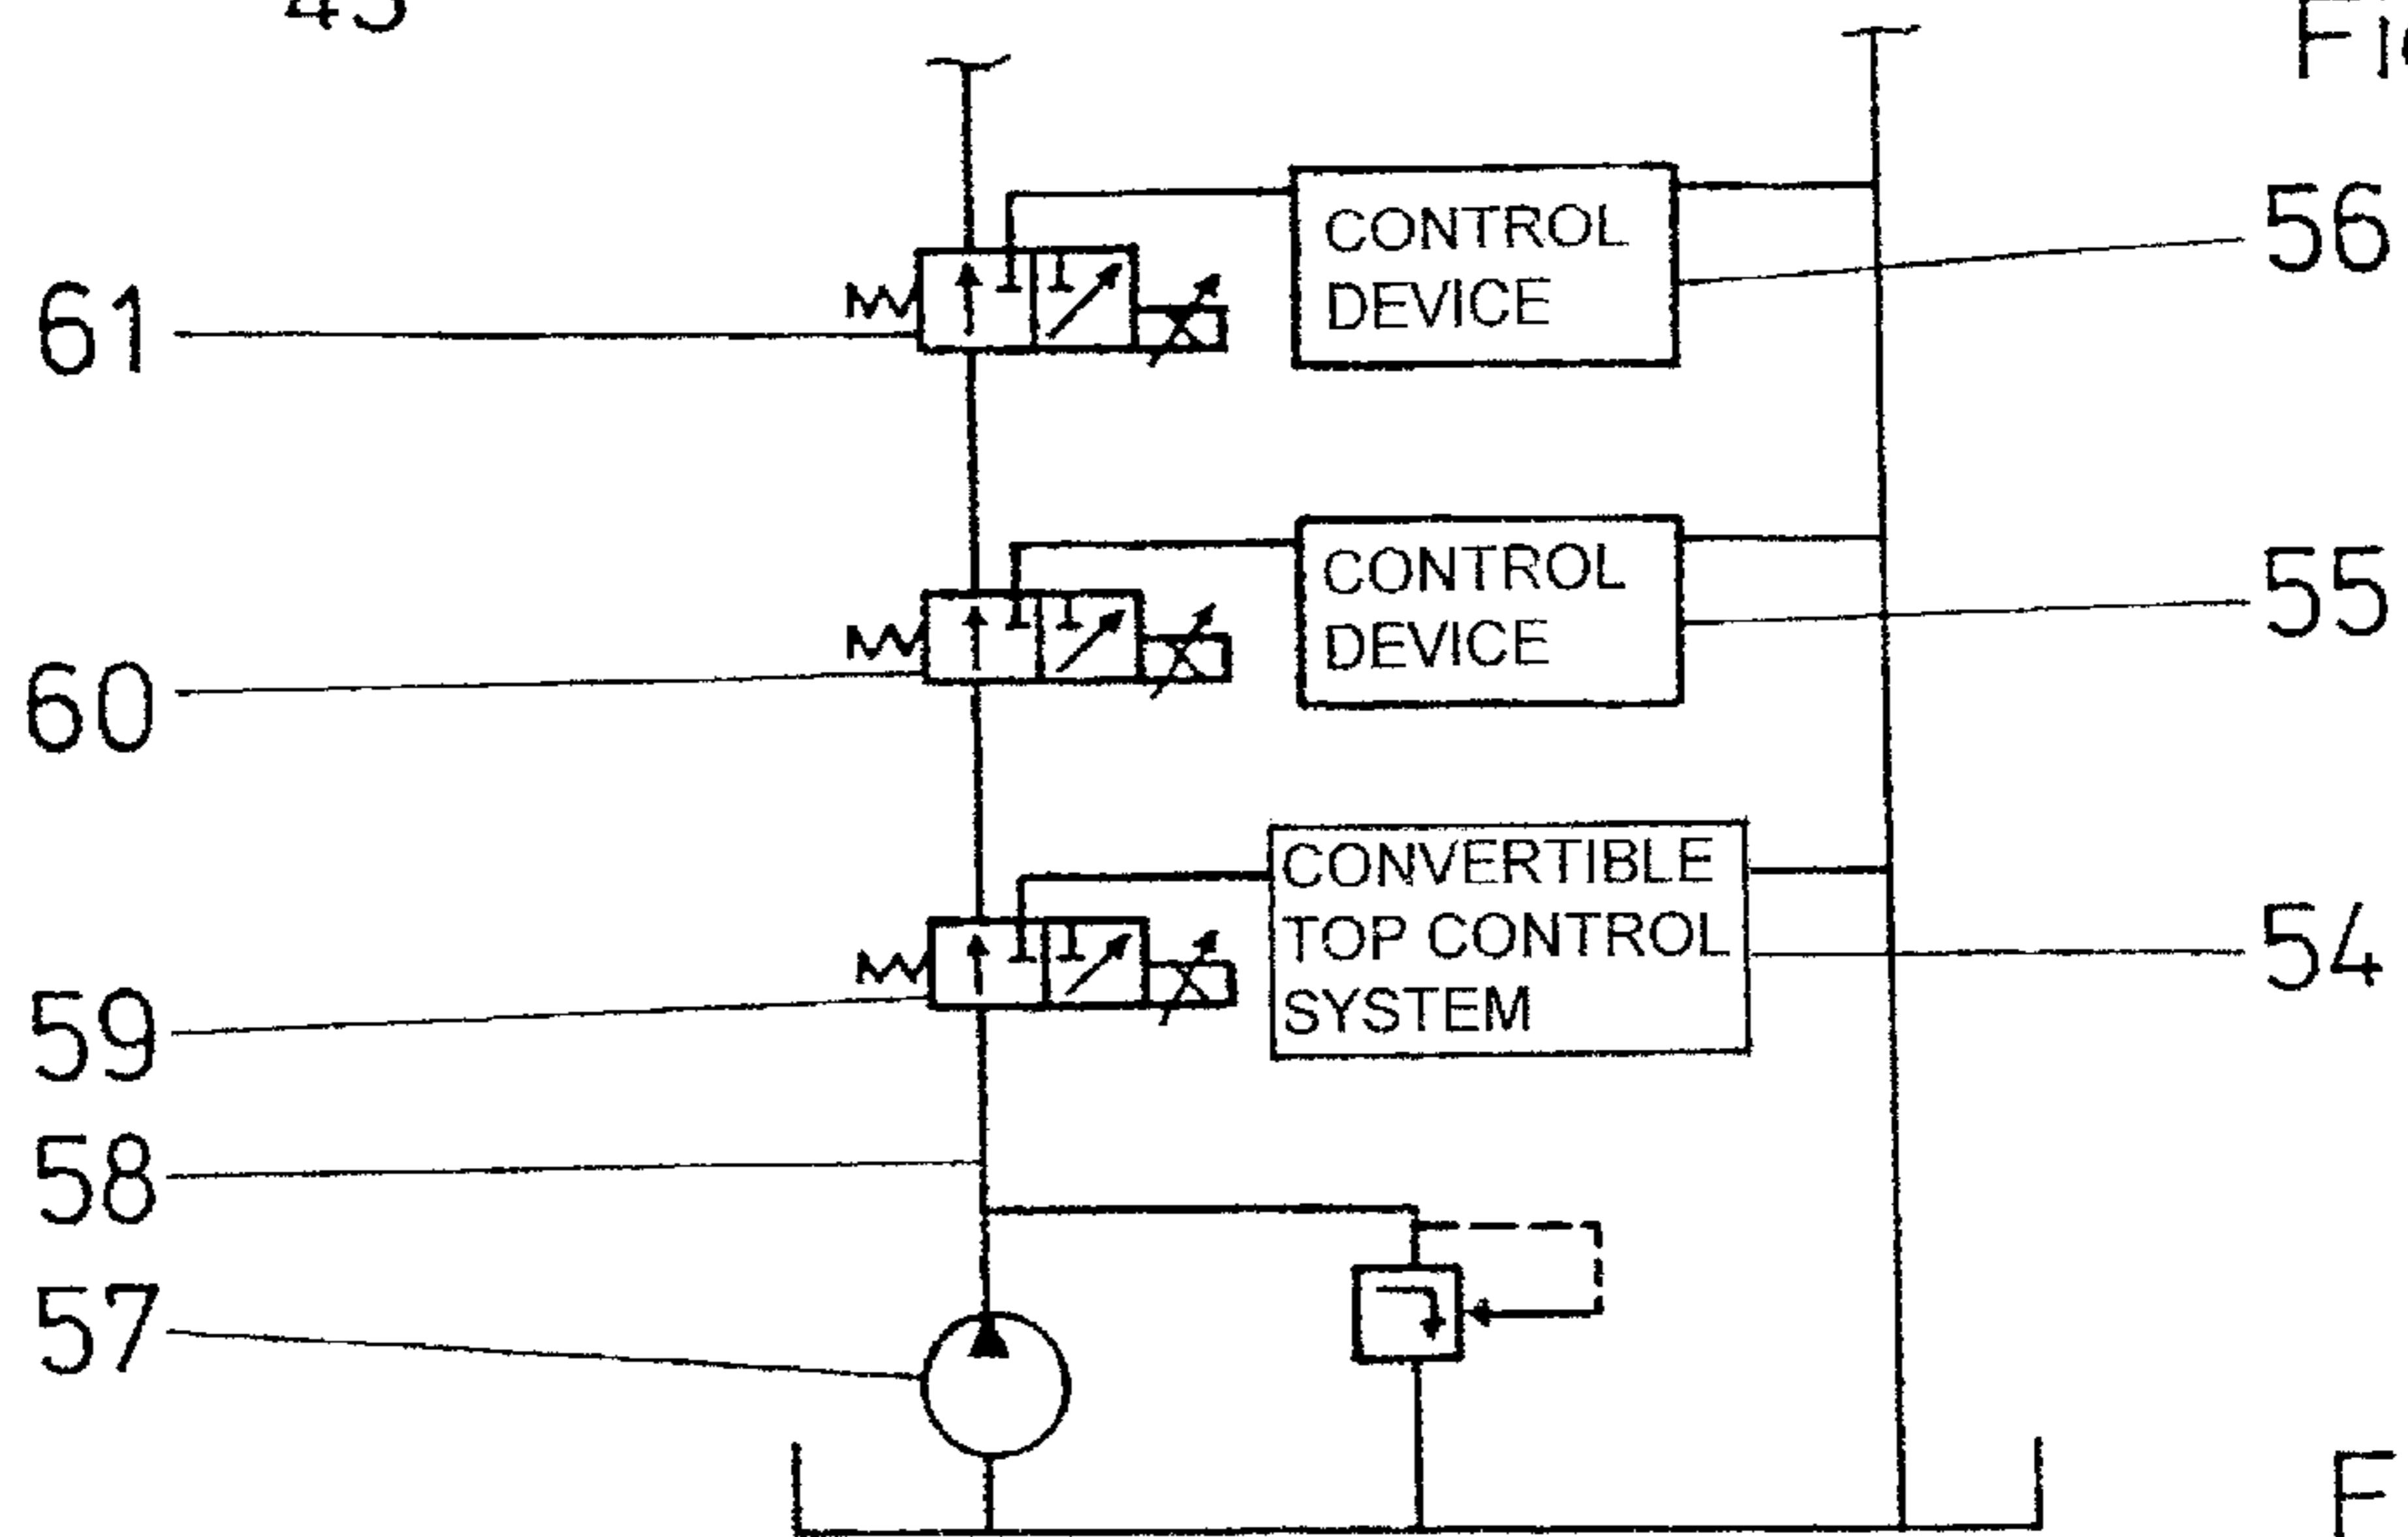 CONTROL
DEVICE
56
61
CONTROL
DEVICE
55
60
CONVERTIBLE
TOP CONTROL
SYSTEM
54
59
58
57